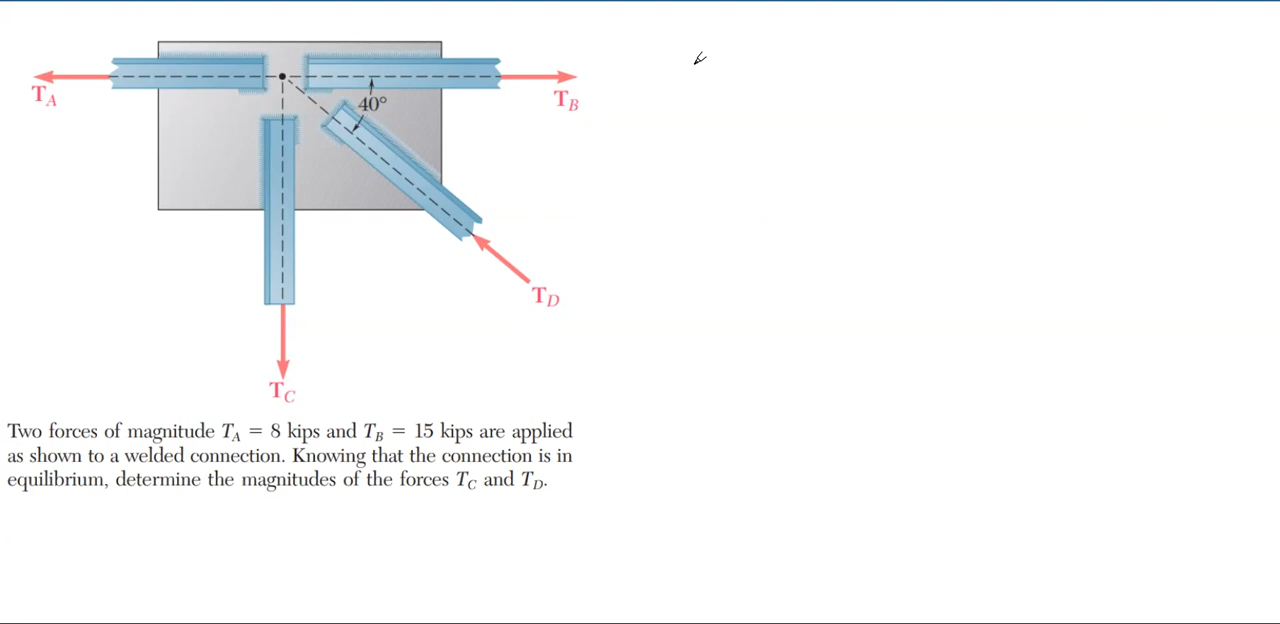 T_A
T_B
40°
T_D
T_C
Two forces of magnitude T_A = 8 kips and T_B = 15 kips are applied
as shown to a welded connection. Knowing that the connection is in
equilibrium, determine the magnitudes of the forces T_C and T_D.